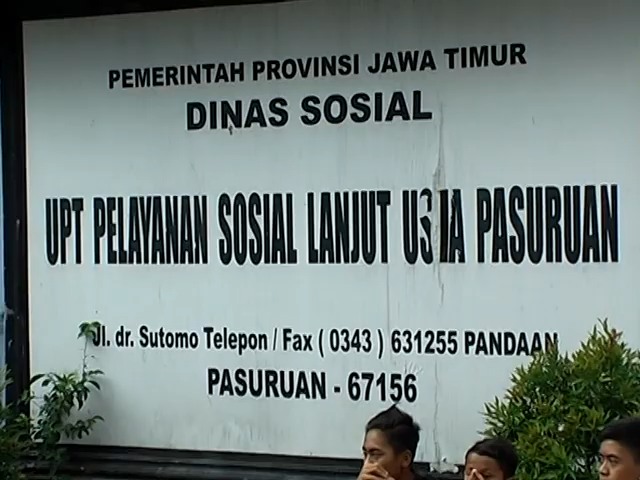 PEMERINTAH PROVINSI JAWA TIMUR
DINAS SOSIAL
UPT PELAYANAN SOSIAL LANJUT USIA PASURUAN
Jl. dr. Sutomo Telepon / Fax ( 0343 ) 631255 PANDAAN
PASURUAN - 67156